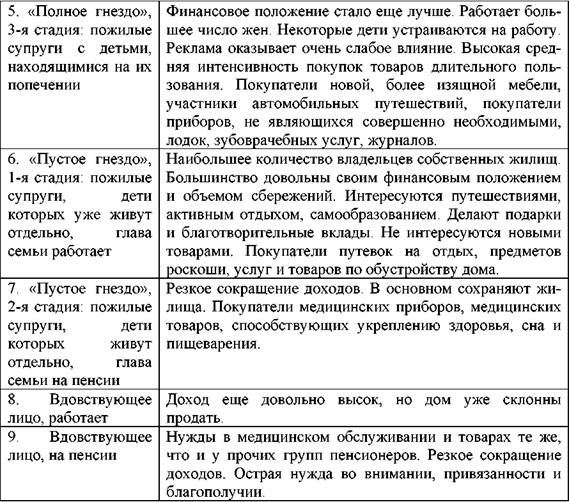 5. «Полное гнездо»,
3-я стадия: пожилые
супруги с детьми,
находящимися на их
попечении
Финансовое положение стало еще лучше. Работает боль-
шее число жен. Некоторые дети устраиваются на работу.
Реклама оказывает очень слабое влияние. Высокая сред-
няя интенсивность покупок товаров длительного поль-
зования. Покупатели новой, более изящной мебели,
участники автомобильных путешествий, покупатели
приборов, не являющихся совершенно необходимыми,
лодок, зубоврачебных услуг, журналов.
6. «Пустое гнездо»,
1-я стадия: пожилые
супруги, дети
которых уже живут
отдельно, глава
семьи работает
Наибольшее количество владельцев собственных жилищ.
Большинство довольны своим финансовым положением
и объемом сбережений. Интересуются путешествиями,
активным отдыхом, самообразованием. Делают подарки
и благотворительные вклады. Не интересуются новыми
товарами. Покупатели путевок на отдых, предметов
роскоши, услуг и товаров по обустройству дома.
7. «Пустое гнездо»,
2-я стадия: пожилые
супруги, дети
которых живут
отдельно, глава
семьи на пенсии
Резкое сокращение доходов. В основном сохраняют жи-
лища. Покупатели медицинских приборов, медицинских
товаров, способствующих укреплению здоровья, сна и
пищеварения.
8. Вдовствующее
лицо, работает
Доход еще довольно высок, но дом уже склонны
продать.
9. Вдовствующее
лицо, на пенсии
Нужды в медицинском обслуживании и товарах те же,
что и у прочих групп пенсионеров. Резкое сокращение
доходов. Острая нужда во внимании, привязанности и
благополучии.